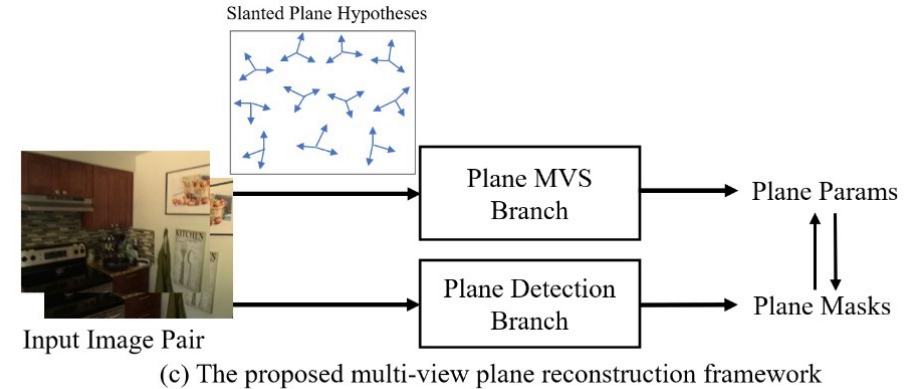 Slanted Plane Hypotheses
Plane MVS
Branch
Plane Params
KITCHEN
Plane Detection
Branch
Plane Masks
Input Image Pair
(c) The proposed multi-view plane reconstruction framework